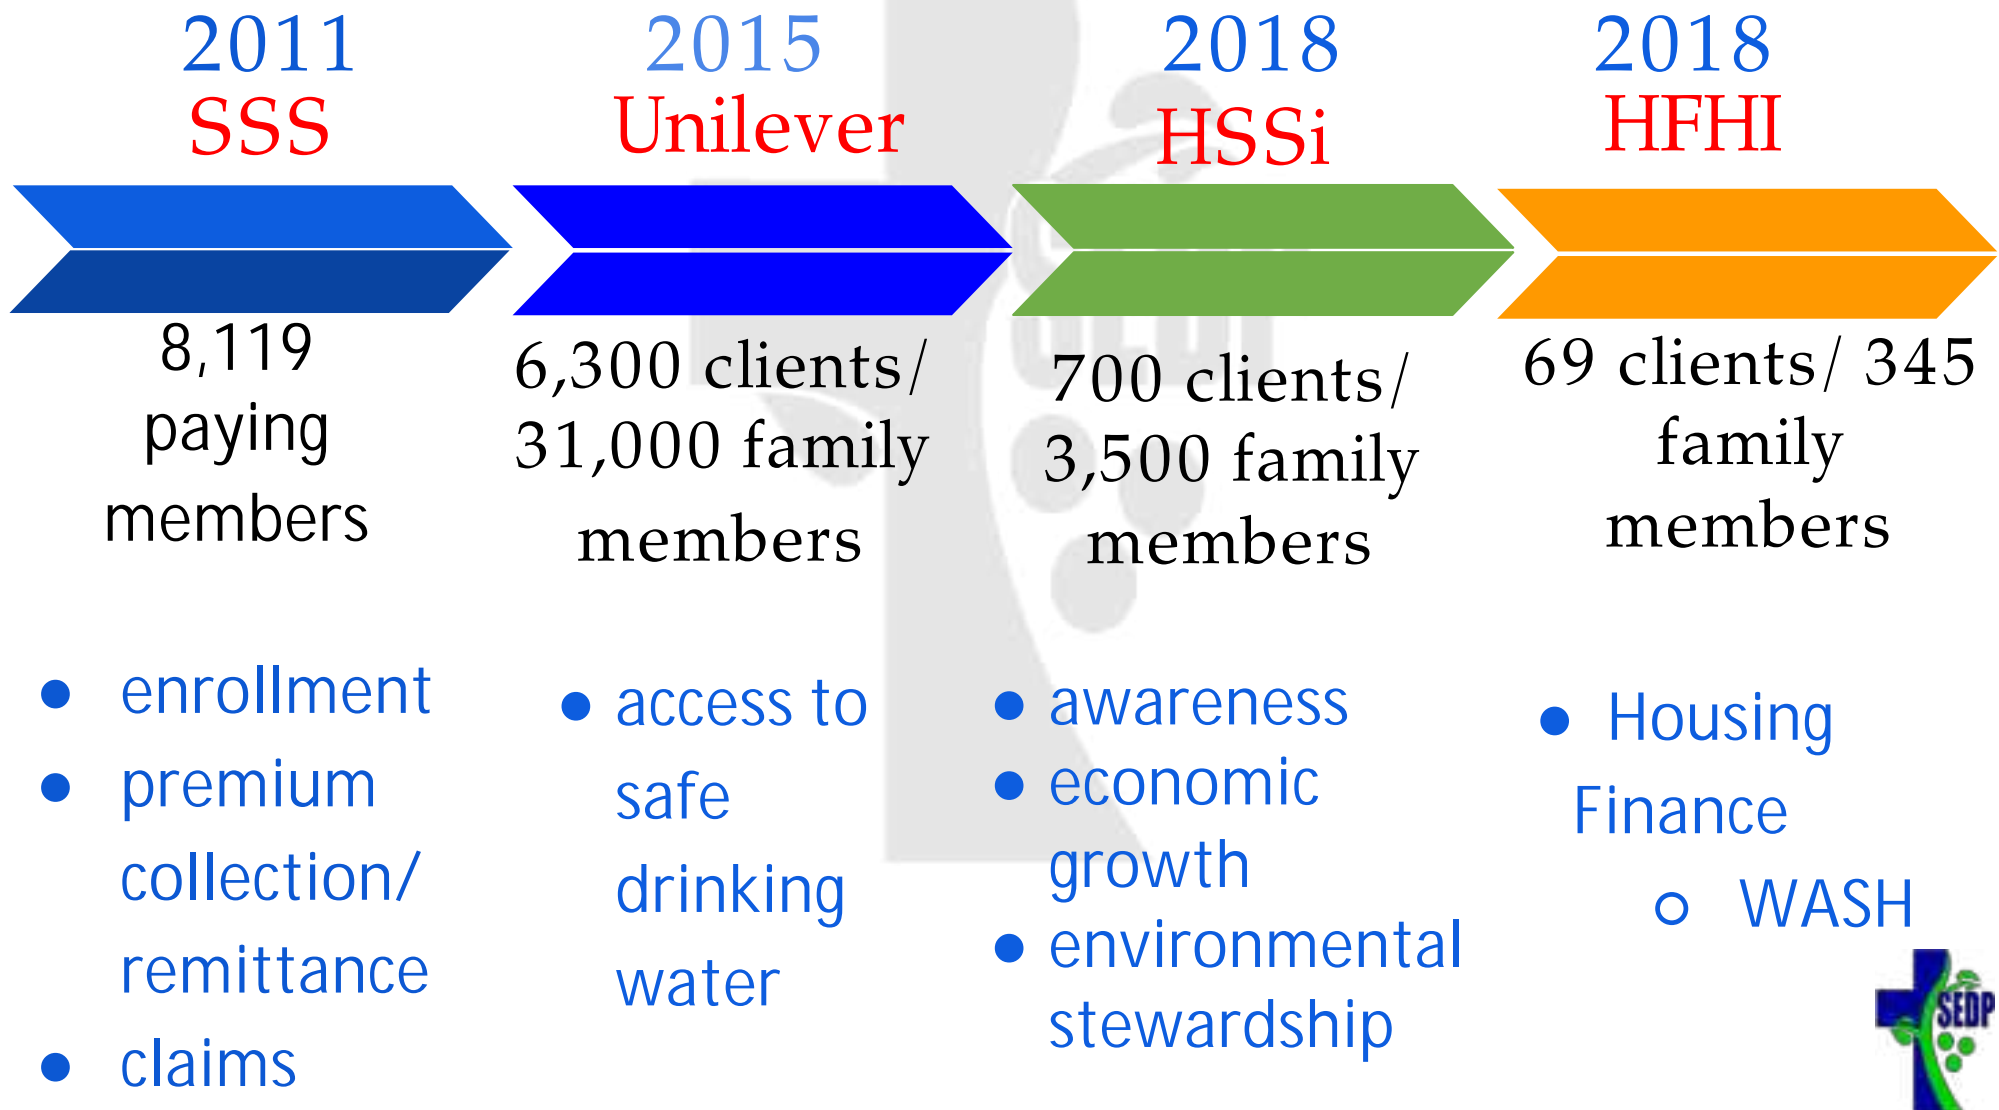 2011
SSS
8,119
paying
members
● enrollment
● premium
collection/
remittance
● claims
2015
Unilever
6,300 clients/
31,000 family
members
● access to
safe
drinking
water
2018
HSSi
700 clients/
3,500 family
members
● awareness
● economic
growth
● environmental
stewardship
2018
HFHI
69 clients/ 345
family
members
● Housing
Finance
○ WASH
SEDP